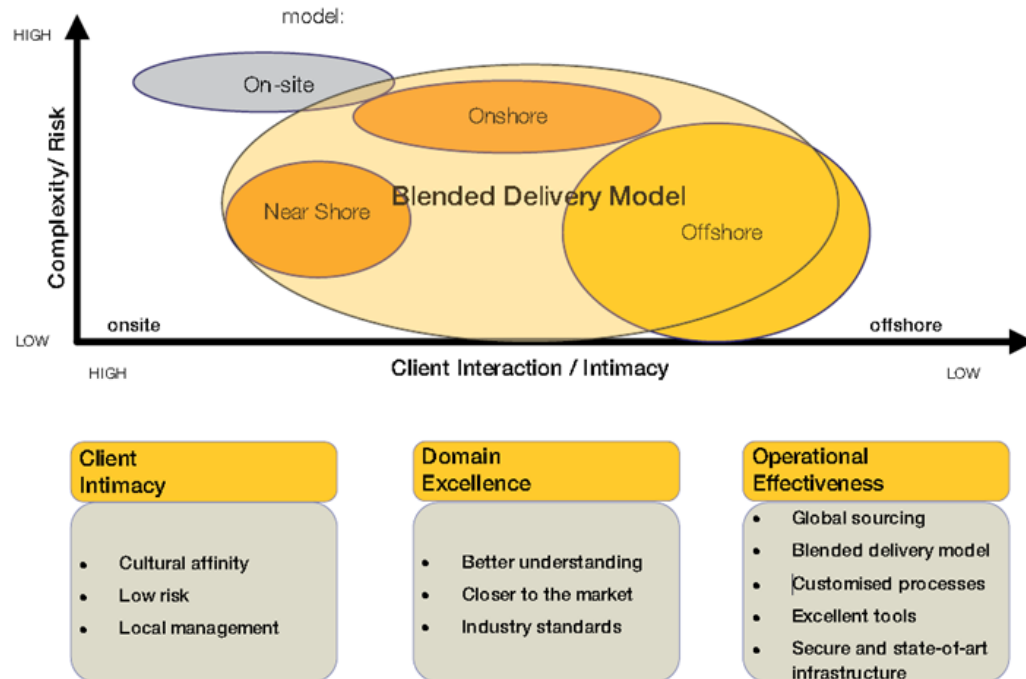 model:
HIGH
On-site
Onshore
Complexity/ Risk
Blended Delivery Model
Near Shore
Offshore
onsite
offshore
LOW
Client Interaction / Intimacy
HIGH
LOW
Client
Intimacy
Cultural affinity
Low risk
Local management
Domain
Excellence
Better understanding
Closer to the market
Industry standards
Operational
Effectiveness
Global sourcing
Blended delivery model
Customised processes
Excellent tools
Secure and state-of-art
infrastructure